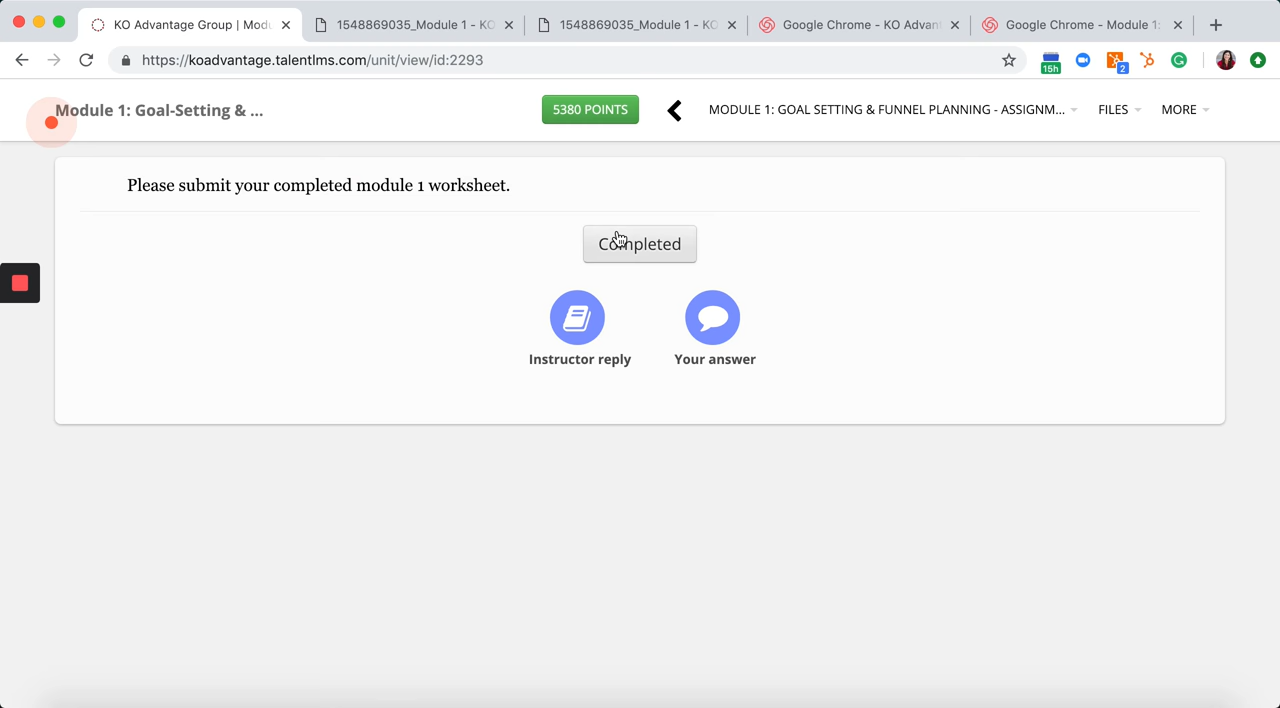 KO Advantage Group | Modu
1548869035_Module 1 - KO
1548869035_Module 1 - KO
Google Chrome - KO Advant
Google Chrome - Module 1:
https://koadvantage.talentlms.com/unit/view/id:2293
15h
2
Module 1: Goal-Setting & ...
5380 POINTS
MODULE 1: GOAL SETTING & FUNNEL PLANNING - ASSIGNM...
FILES
MORE
Please submit your completed module 1 worksheet.
Completed
Instructor reply
Your answer